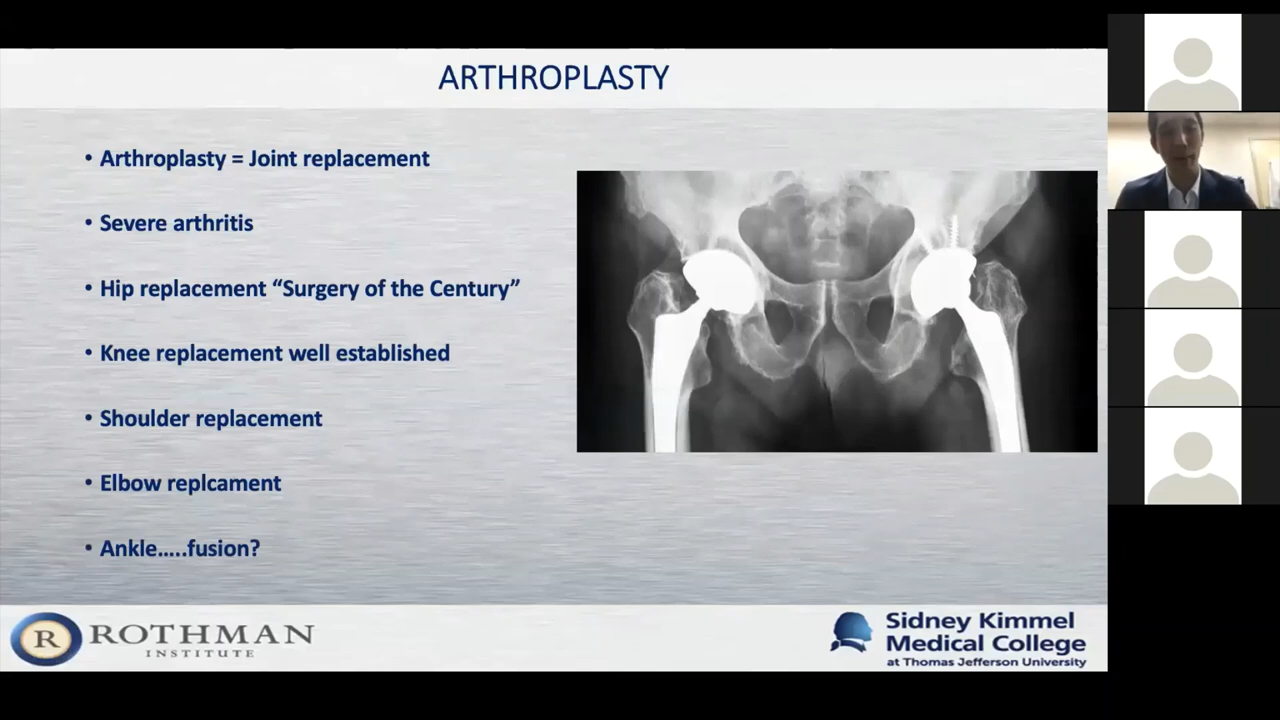 ARTHROPLASTY
• Arthroplasty = Joint replacement
• Severe arthritis
• Hip replacement “Surgery of the Century”
• Knee replacement well established
• Shoulder replacement
• Elbow replcament
• Ankle…..fusion?
R ROTHMAN
INSTITUTE
Sidney Kimmel
Medical College
at Thomas Jefferson University